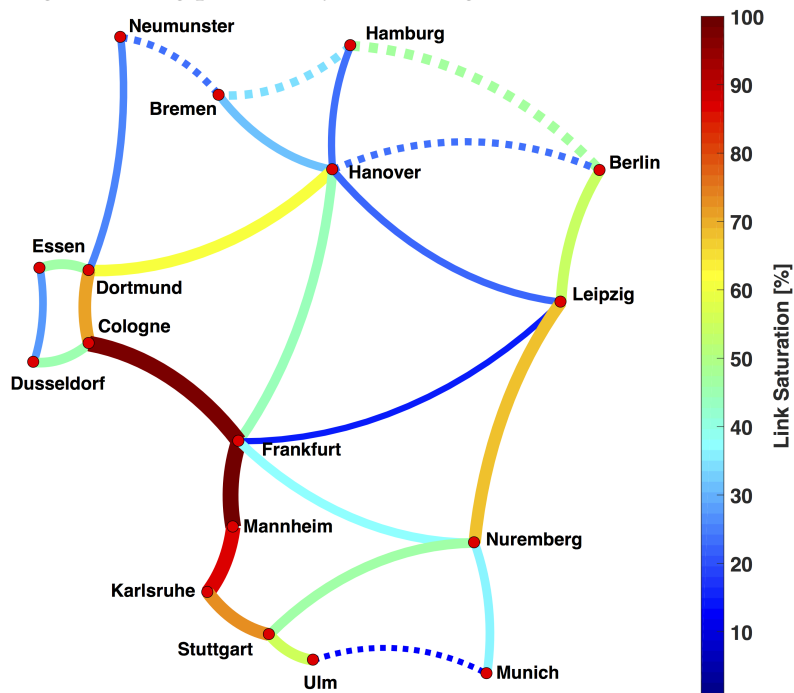 Neumunster
Hamburg
Bremen
Hanover
Berlin
Essen
Dortmund
Leipzig
Cologne
Dusseldorf
Frankfurt
Mannheim
Nuremberg
Karlsruhe
Stuttgart
Ulm
Munich
100
90
80
70
60
50
40
30
20
10
Link Saturation [%]